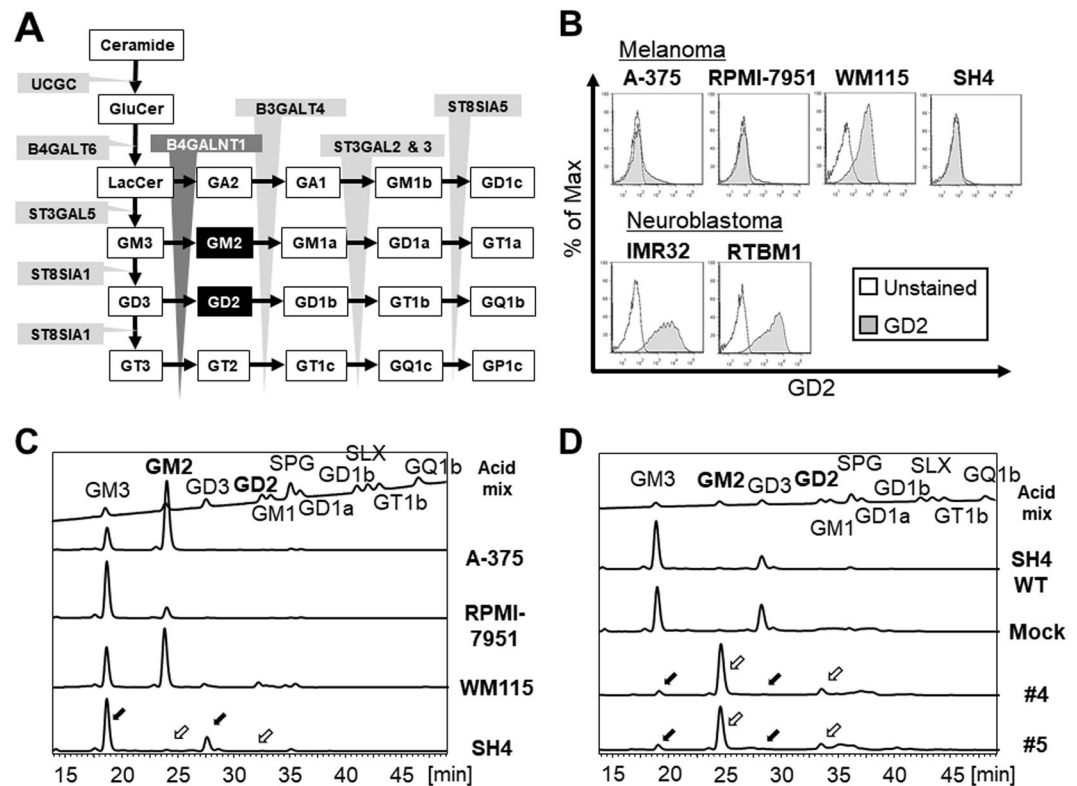 A
Ceramide
UCGC
GluCer
B3GALT4
ST8SIA5
B4GALT6
B4GALNT1
ST3GAL2 & 3
LacCer
GA2
GA1
GM1b
GD1c
ST3GAL5
GM3
GM2
GM1a
GD1a
GT1a
ST8SIA1
GD3
GD2
GD1b
GT1b
GQ1b
ST8SIA1
GT3
GT2
GT1c
GQ1c
GP1c
B
Melanoma
A-375 RPMI-7951 WM115 SH4
% of Max
Neuroblastoma
IMR32 RTBM1
Unstained
GD2
GD2
C
GM3
GM2
GD3
GD2
GM1
SPG
GD1a
GD1b
SLX
GT1b
GQ1b
Acid
mix
A-375
RPMI-
7951
WM115
SH4
15 20 25 30 35 40 45 [min]
D
GM3
GM2
GD3
GD2
GM1
SPG
GD1a
GD1b
SLX
GT1b
GQ1b
Acid
mix
SH4
WT
Mock
#4
#5
15 20 25 30 35 40 45 [min]